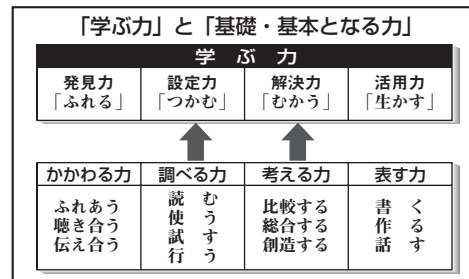 「学ぶ力」と「基礎・基本となる力」
学ぶ力
発見力 設定力 解決力 活用力
「ふれる」 「つかむ」 「むかう」 「生かす」
かかわる力 調べる力 考える力 表す力
ふれあう 読む 比較する 書く
聴き合う 使う 総合する 作る
伝え合う 試す 創造する 話す
行う